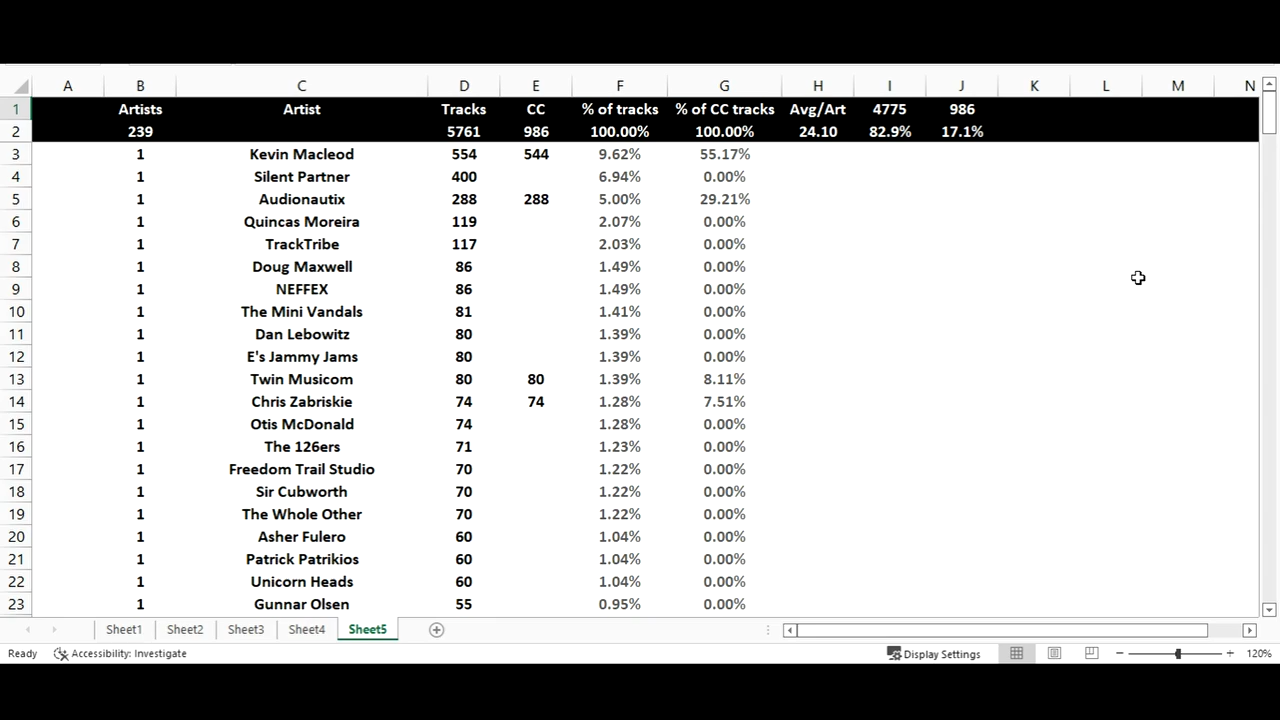 A B C D E F G H I J K L M N
1 Artists Artist Tracks CC % of tracks % of CC tracks Avg/Art 4775 986
2 239 5761 986 100.00% 100.00% 24.10 82.9% 17.1%
3 1 Kevin Macleod 554 544 9.62% 55.17%
4 1 Silent Partner 400 6.94% 0.00%
5 1 Audionautix 288 288 5.00% 29.21%
6 1 Quincas Moreira 119 2.07% 0.00%
7 1 TrackTribe 117 2.03% 0.00%
8 1 Doug Maxwell 86 1.49% 0.00%
9 1 NEFFEX 86 1.49% 0.00%
10 1 The Mini Vandals 81 1.41% 0.00%
11 1 Dan Lebowitz 80 1.39% 0.00%
12 1 E's Jammy Jams 80 1.39% 0.00%
13 1 Twin Musicom 80 80 1.39% 8.11%
14 1 Chris Zabriskie 74 74 1.28% 7.51%
15 1 Otis McDonald 74 1.28% 0.00%
16 1 The 126ers 71 1.23% 0.00%
17 1 Freedom Trail Studio 70 1.22% 0.00%
18 1 Sir Cubworth 70 1.22% 0.00%
19 1 The Whole Other 70 1.22% 0.00%
20 1 Asher Fulero 60 1.04% 0.00%
21 1 Patrick Patrikios 60 1.04% 0.00%
22 1 Unicorn Heads 60 1.04% 0.00%
23 1 Gunnar Olsen 55 0.95% 0.00%
Sheet1 Sheet2 Sheet3 Sheet4 Sheet5
Ready Accessibility: Investigate Display Settings 120%